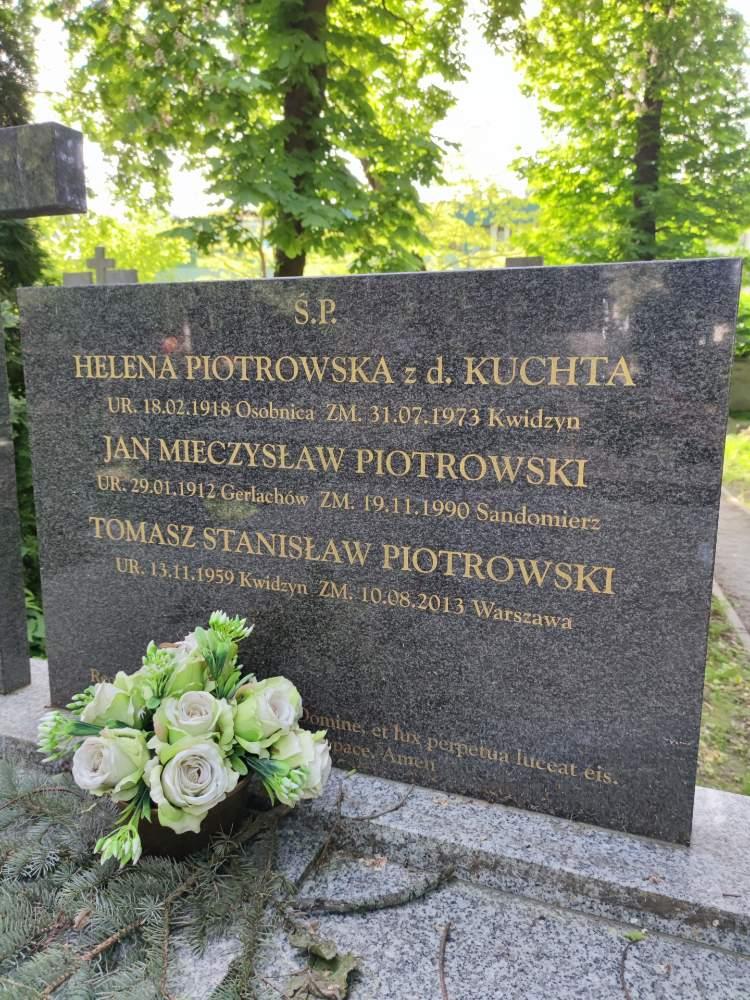 Ś.P.
HELENA PIOTROWSKA z d. KUCHTA
UR. 18.02.1918 Osobnica ZM. 31.07.1973 Kwidzyn
JAN MIECZYSŁAW PIOTROWSKI
UR. 29.01.1912 Gerlachów ZM. 19.11.1990 Sandomierz
TOMASZ STANISŁAW PIOTROWSKI
UR. 13.11.1959 Kwidzyn ZM. 10.08.2013 Warszawa
Domine, et lux perpetua luceat eis.
pace, Amen